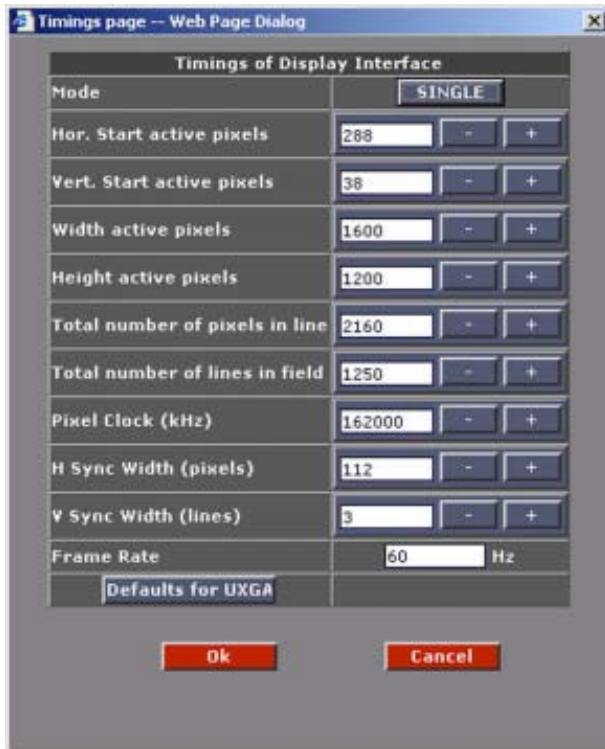 Timings page -- Web Page Dialog
Timings of Display Interface
Mode SINGLE
Hor. Start active pixels 288 - +
Vert. Start active pixels 38 - +
Width active pixels 1600 - +
Height active pixels 1200 - +
Total number of pixels in line 2160 - +
Total number of lines in field 1250 - +
Pixel Clock (kHz) 162000 - +
H Sync Width (pixels) 112 - +
V Sync Width (lines) 3 - +
Frame Rate 60 Hz
Defaults for UXGA
Ok Cancel